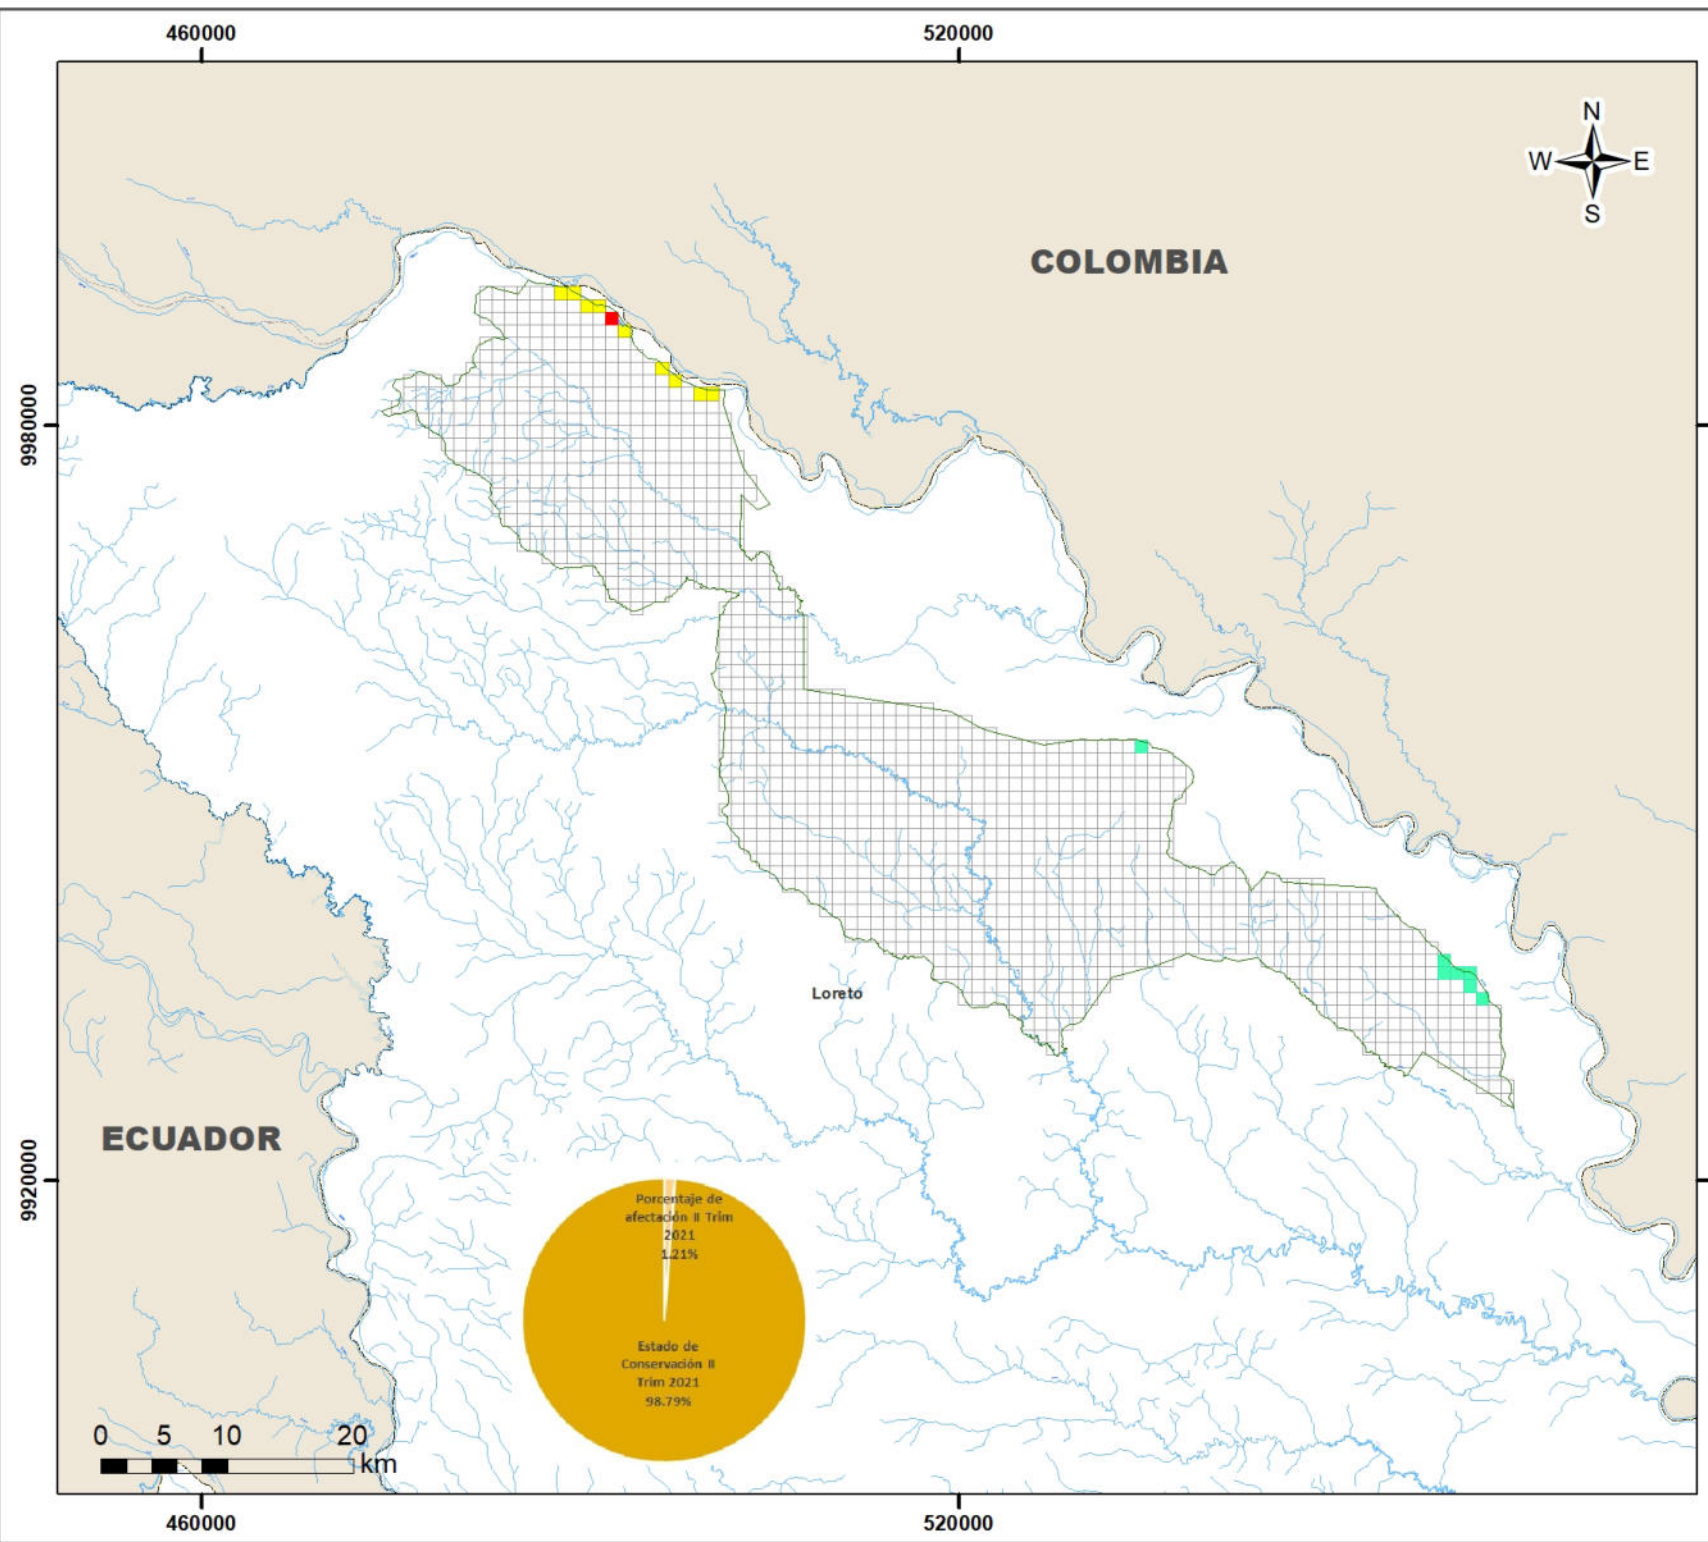 460000
520000
N
W
E
S
COLOMBIA
9980000
9920000
Loreto
ECUADOR
Porcentaje de
afectación II Trim
2021
1.21%
Estado de
Conservación II
Trim 2021
98.79%
0 5 10 20
km
460000
520000